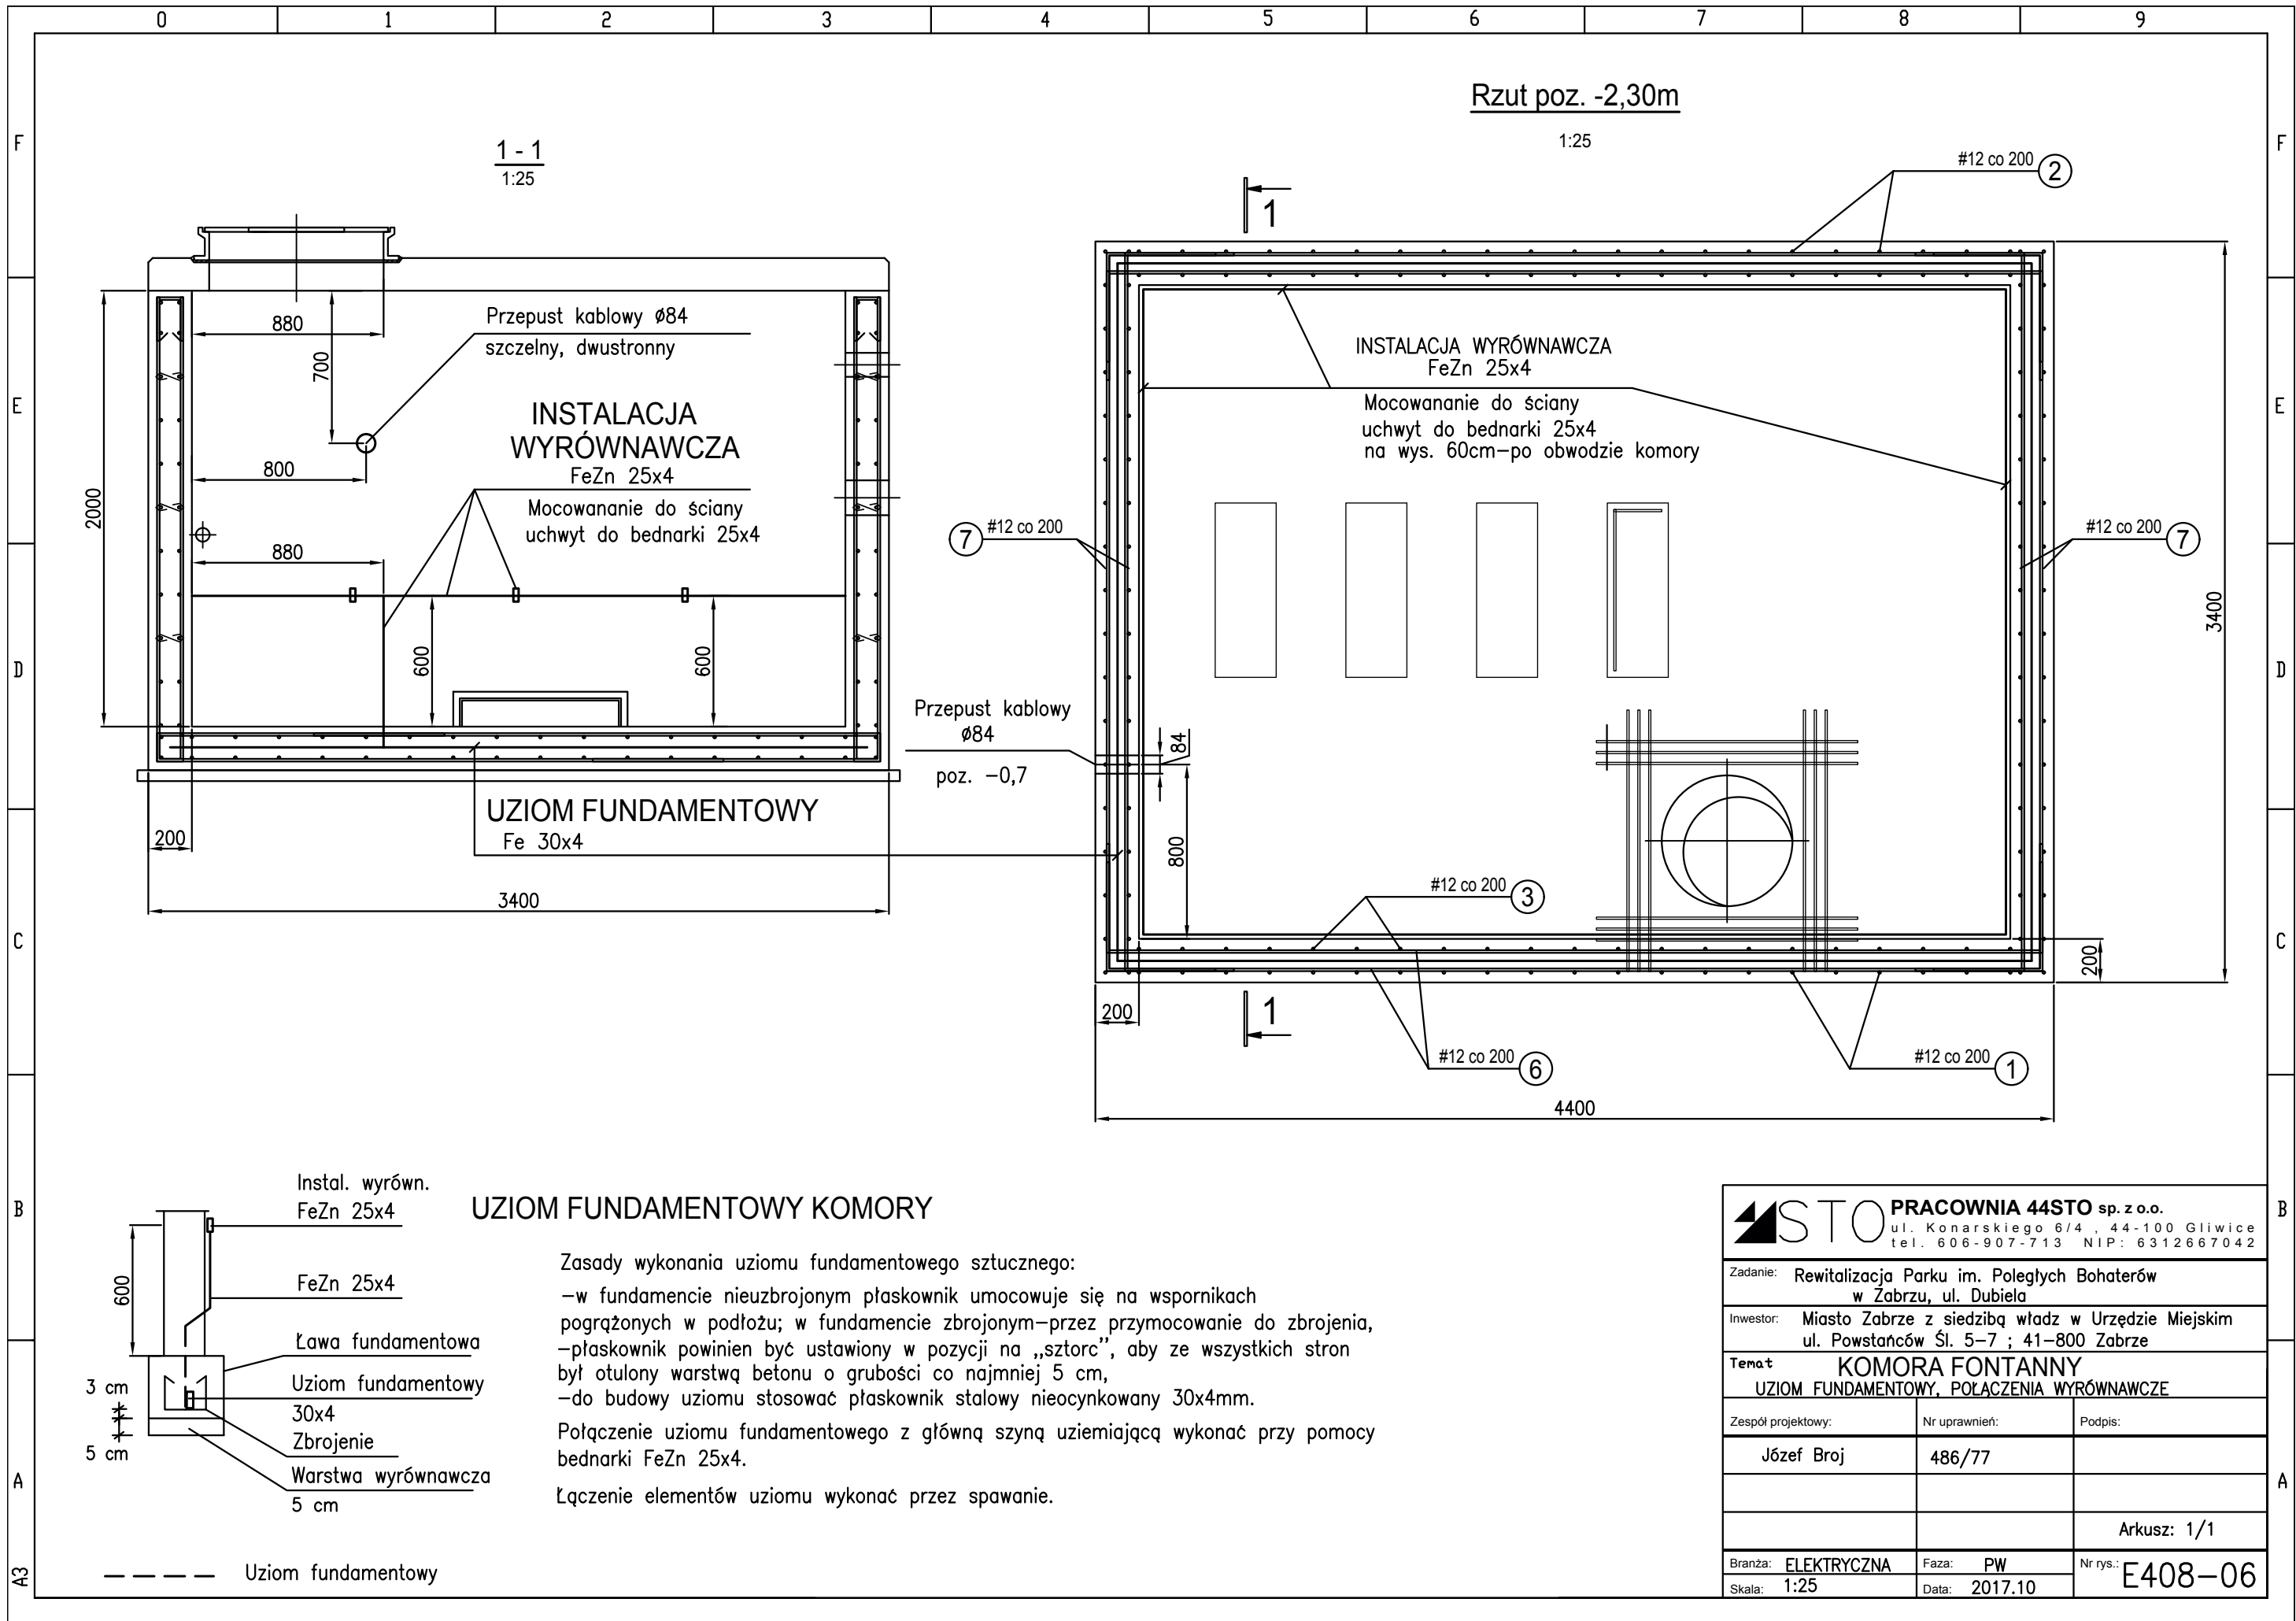 0 1 2 3 4 5 6 7 8 9
F
E
D
C
B
A
A3
F
E
D
C
B
A
1 - 1
1:25
880
700
Przepust kablowy ø84
szczelny, dwustronny
INSTALACJA
WYRÓWNAWCZA
FeZn 25x4
Mocowananie do ściany
uchwyt do bednarki 25x4
800
2000
880
600
600
UZIOM FUNDAMENTOWY
Fe 30x4
200
3400
Rzut poz. -2,30m
1:25
1
#12 co 200 2
INSTALACJA WYRÓWNAWCZA
FeZn 25x4
Mocowananie do ściany
uchwyt do bednarki 25x4
na wys. 60cm-po obwodzie komory
7 #12 co 200
#12 co 200 7
3400
Przepust kablowy
ø84
poz. -0,7
84
800
#12 co 200 3
200
200
1
#12 co 200 6
#12 co 200 1
4400
Instal. wyrówn.
FeZn 25x4
600
FeZn 25x4
Ława fundamentowa
Uziom fundamentowy
30x4
3 cm
Zbrojenie
5 cm
Warstwa wyrównawcza
5 cm
Uziom fundamentowy
UZIOM FUNDAMENTOWY KOMORY
Zasady wykonania uziomu fundamentowego sztucznego:
-w fundamencie nieuzbrojonym płaskownik umocowuje się na wspornikach
pogrążonych w podłożu; w fundamencie zbrojonym-przez przymocowanie do zbrojenia,
-płaskownik powinien być ustawiony w pozycji na ,,sztorc'', aby ze wszystkich stron
był otulony warstwą betonu o grubości co najmniej 5 cm,
-do budowy uziomu stosować płaskownik stalowy nieocynkowany 30x4mm.
Połączenie uziomu fundamentowego z główną szyną uziemiającą wykonać przy pomocy
bednarki FeZn 25x4.
Łączenie elementów uziomu wykonać przez spawanie.
STO PRACOWNIA 44STO sp. z o.o.
ul. Konarskiego 6/4 , 44-100 Gliwice
tel. 606-907-713 NIP: 6312667042
Zadanie: Rewitalizacja Parku im. Poległych Bohaterów
w Zabrzu, ul. Dubiela
Inwestor: Miasto Zabrze z siedzibą władz w Urzędzie Miejskim
ul. Powstańców Śl. 5-7 ; 41-800 Zabrze
Temat KOMORA FONTANNY
UZIOM FUNDAMENTOWY, POŁĄCZENIA WYRÓWNAWCZE
Zespół projektowy: Nr uprawnień: Podpis:
Józef Broj 486/77
Arkusz: 1/1
Branża: ELEKTRYCZNA Faza: PW Nr rys.: E408-06
Skala: 1:25 Data: 2017.10